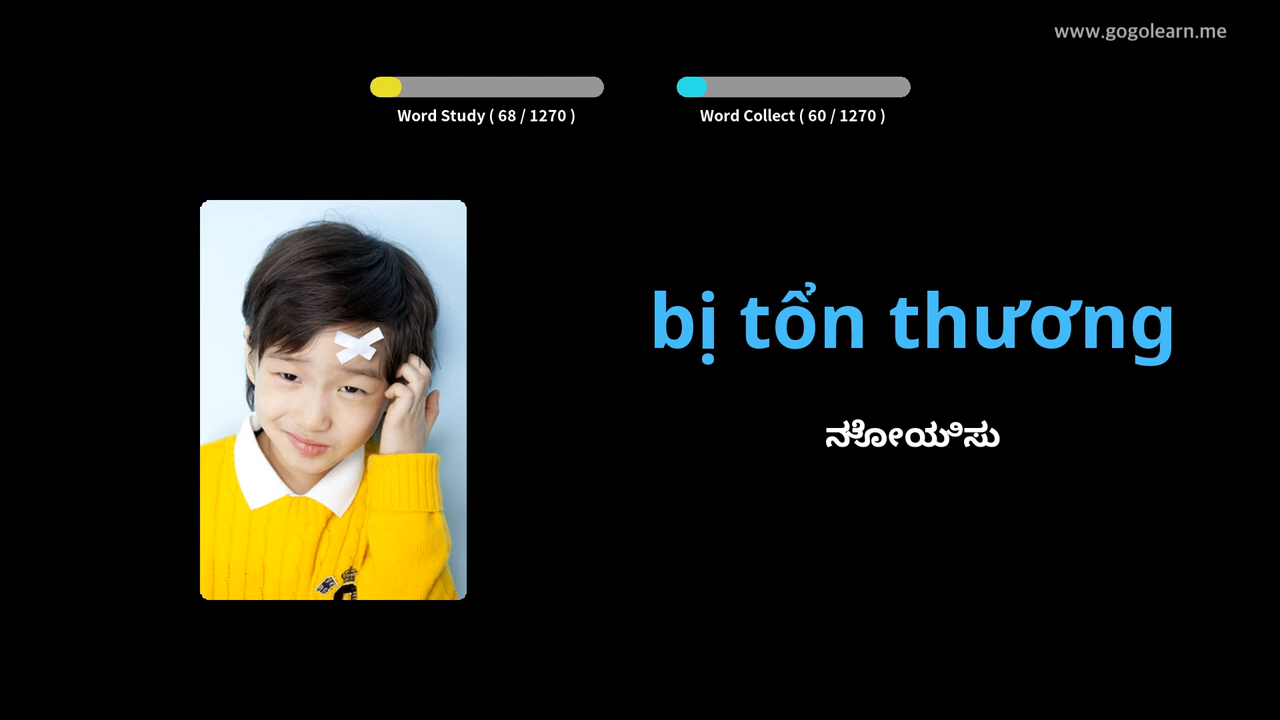 www.gogolearn.me
Word Study ( 68 / 1270 )
Word Collect ( 60 / 1270 )
bị tổn thương
ನೋಯಿಸು